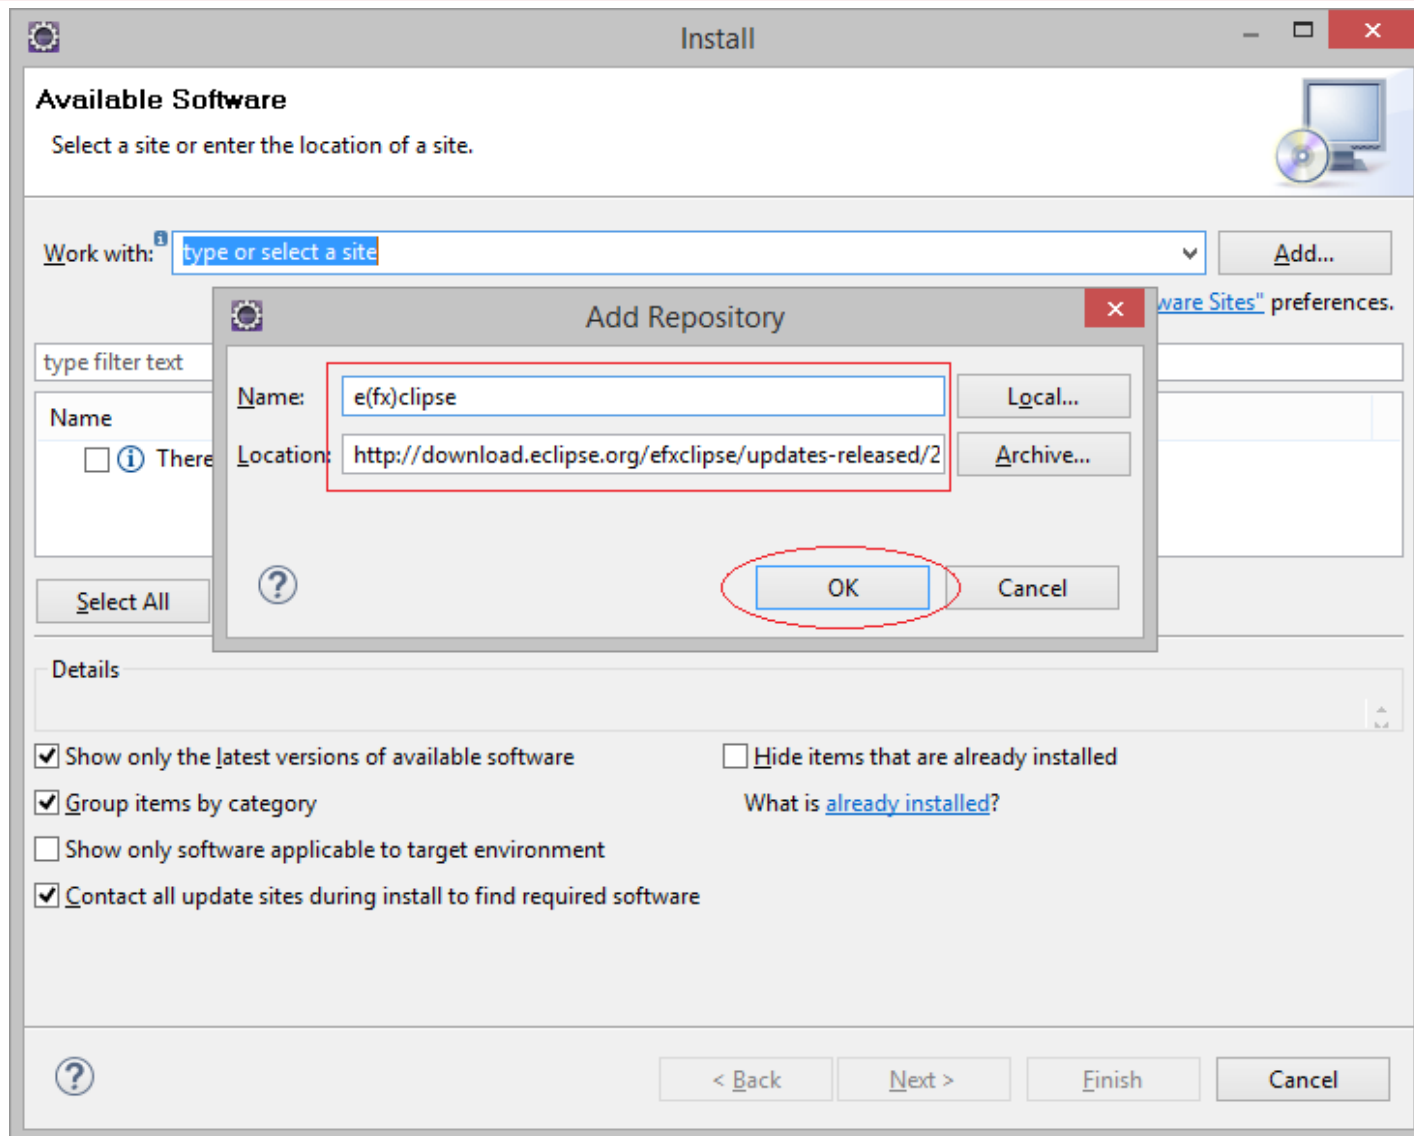 Install
Available Software
Select a site or enter the location of a site.
Work with: type or select a site Add...
ware Sites" preferences.
Add Repository
type filter text
Name: e(fx)clipse Local...
Name
There
Location: http://download.eclipse.org/efxclipse/updates-released/2 Archive...
OK Cancel
Select All
Details
Show only the latest versions of available software Hide items that are already installed
Group items by category What is already installed?
Show only software applicable to target environment
Contact all update sites during install to find required software
< Back Next > Finish Cancel